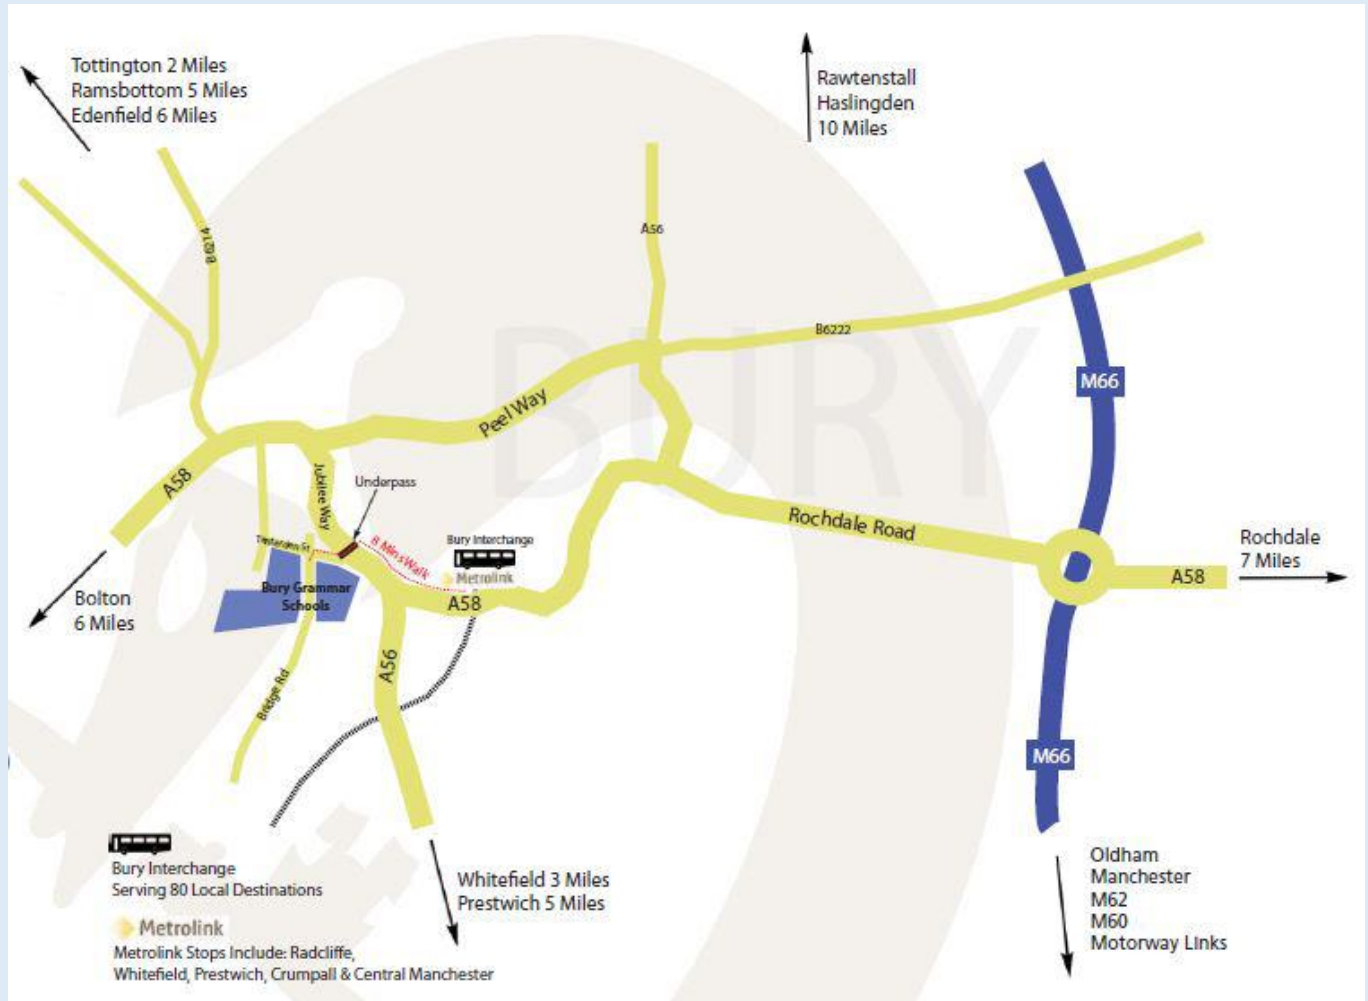 Tottington 2 Miles
Ramsbottom 5 Miles
Edenfield 6 Miles
Rawtenstall
Haslingden
10 Miles
B6214
A56
B6222
BURY
M66
Peel Way
A58
Jubilee Way
Underpass
Rochdale Road
Bury Interchange
8 Mins Walk
Metrolink
Rochdale
7 Miles
A58
A58
Bury Grammar
Schools
Bolton
6 Miles
A56
Bridge Rd
M66
Bury Interchange
Serving 80 Local Destinations
Whitefield 3 Miles
Prestwich 5 Miles
Oldham
Manchester
M62
M60
Motorway Links
Metrolink
Metrolink Stops Include: Radcliffe,
Whitefield, Prestwich, Crumpall & Central Manchester